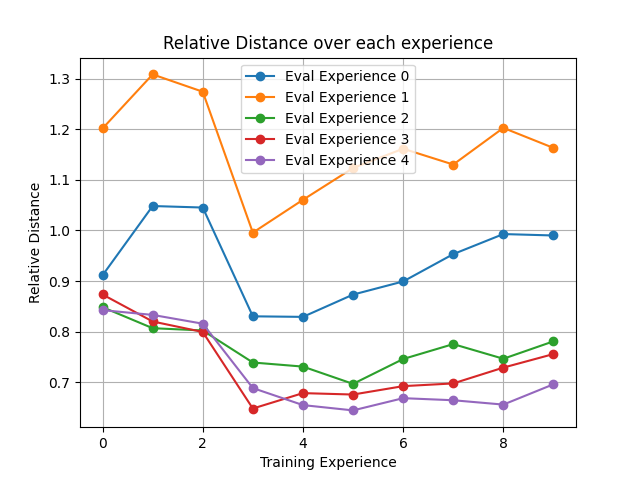 Relative Distance over each experience
Eval Experience 0
Eval Experience 1
Eval Experience 2
Eval Experience 3
Eval Experience 4
Relative Distance
1.3
1.2
1.1
1.0
0.9
0.8
0.7
0 2 4 6 8
Training Experience